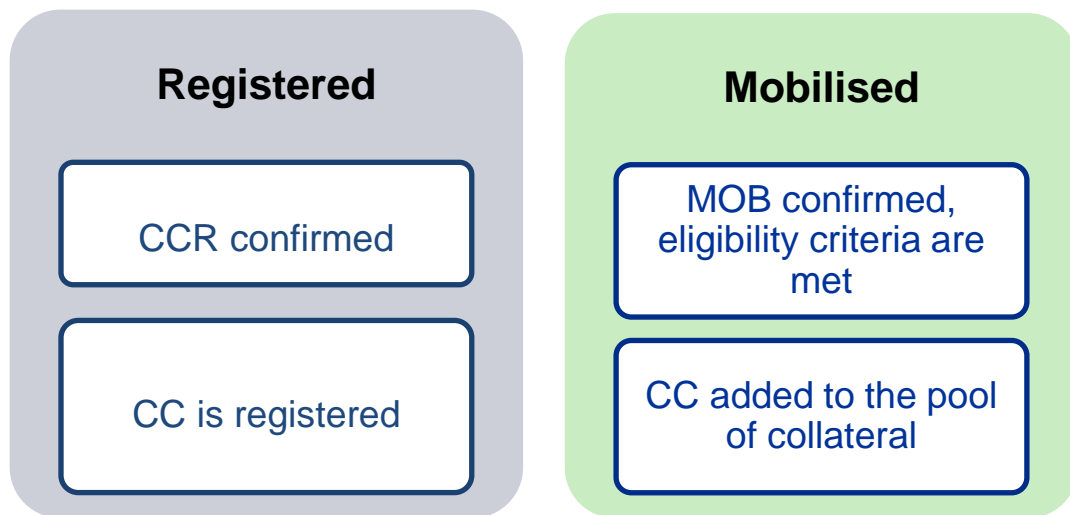 Registered
CCR confirmed
CC is registered
Mobilised
MOB confirmed,
eligibility criteria are
met
CC added to the pool
of collateral